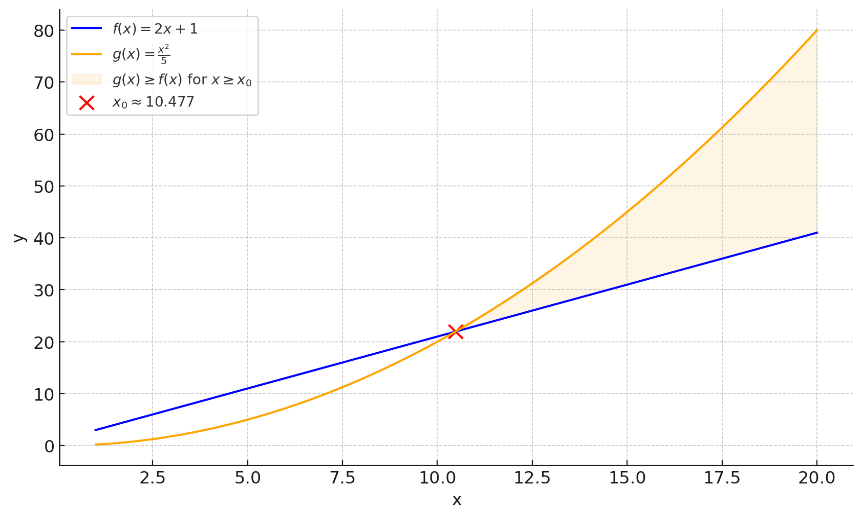 f(x) = 2x + 1
g(x) = x²/5
g(x) ≥ f(x) for x ≥ x₀
x₀ ≈ 10.477
80
70
60
50
40
30
20
10
0
y
2.5 5.0 7.5 10.0 12.5 15.0 17.5 20.0
x